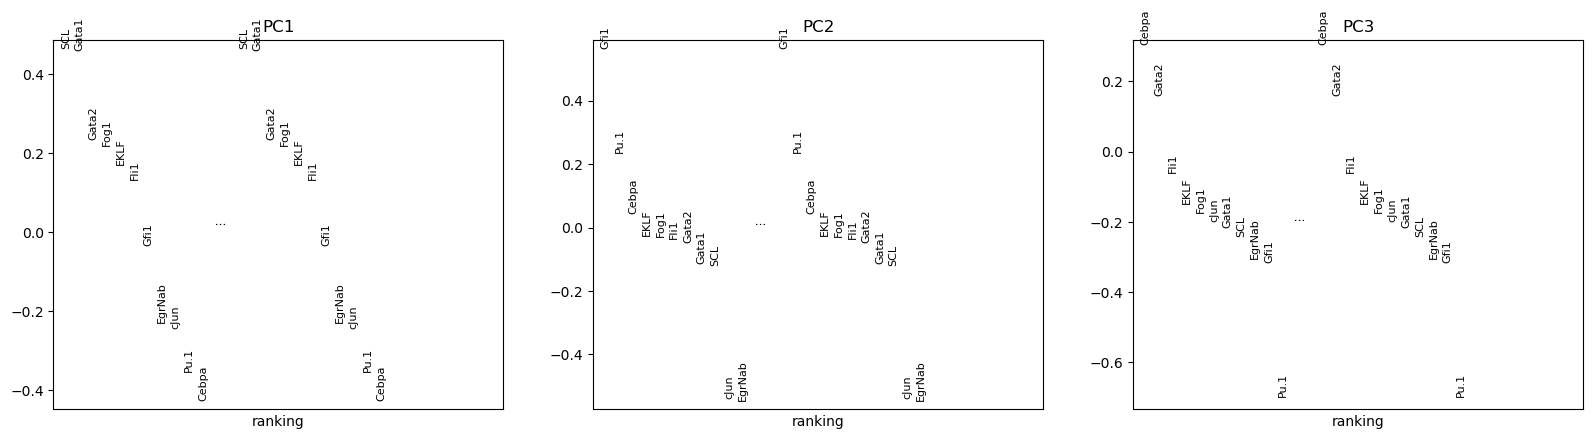 PC1
SCL
Gata1
Gata2
Fog1
EKLF
Fli1
Gfi1
EgrNab
cJun
Pu.1
Cebpa
...
SCL
Gata1
Gata2
Fog1
EKLF
Fli1
Gfi1
EgrNab
cJun
Pu.1
Cebpa
0.4
0.2
0.0
−0.2
−0.4
ranking
PC2
Gfi1
Pu.1
Cebpa
EKLF
Fog1
Fli1
Gata2
Gata1
SCL
cJun
EgrNab
...
Gfi1
Pu.1
Cebpa
EKLF
Fog1
Fli1
Gata2
Gata1
SCL
cJun
EgrNab
0.4
0.2
0.0
−0.2
−0.4
ranking
PC3
Cebpa
Gata2
Fli1
EKLF
Fog1
cJun
Gata1
SCL
EgrNab
Gfi1
Pu.1
...
Cebpa
Gata2
Fli1
EKLF
Fog1
cJun
Gata1
SCL
EgrNab
Gfi1
Pu.1
0.2
0.0
−0.2
−0.4
−0.6
ranking